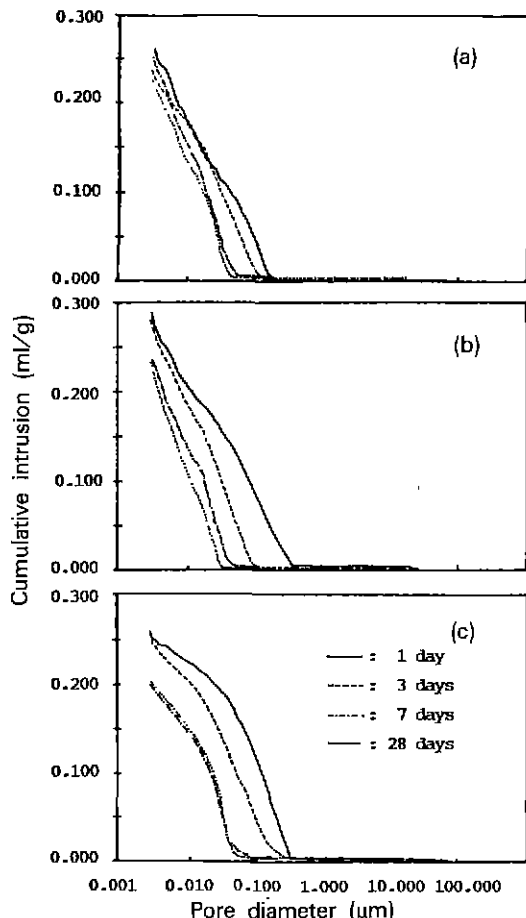 0.300
(a)
0.200
0.100
0.000
0.300
(b)
0.200
0.100
0.000
0.300
(c)
: 1 day
: 3 days
0.200
: 7 days
: 28 days
0.100
0.000
0.001 0.010 0.100 1.000 10.000 100.000
Pore diameter (μm)
Cumulative intrusion (ml/g)